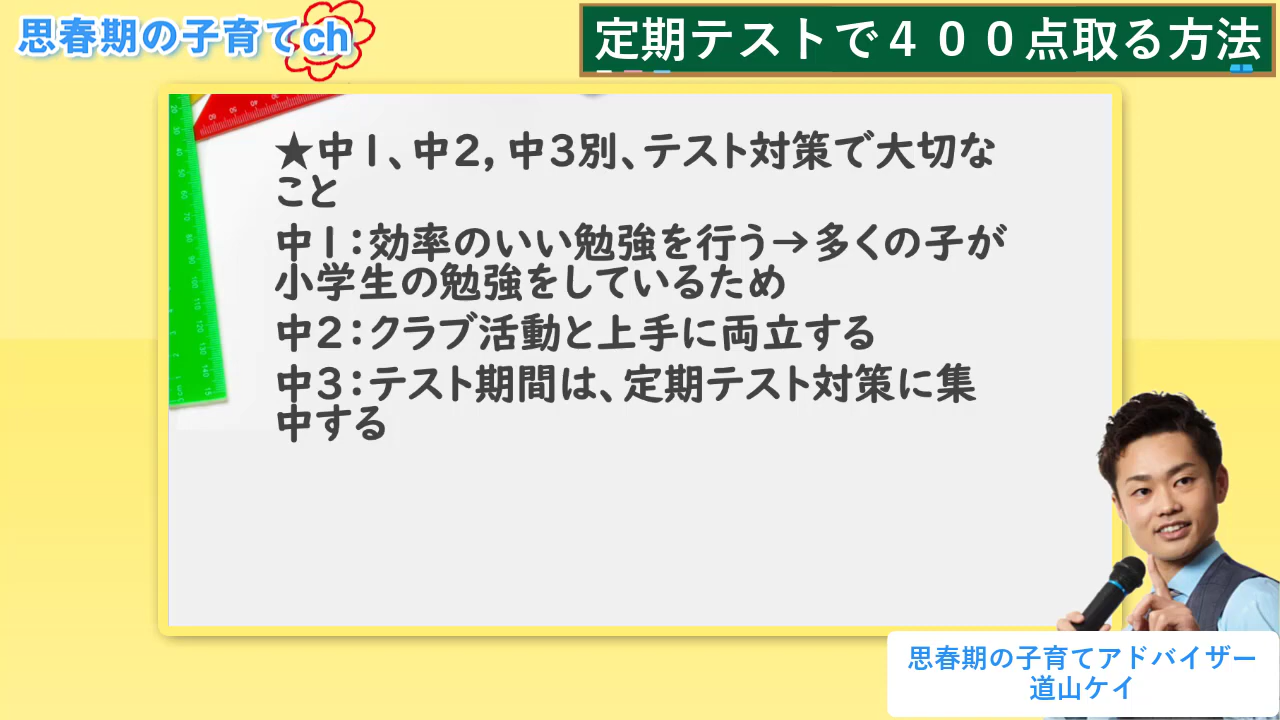 思春期の子育てch
定期テストで４００点取る方法
★中１、中２，中３別、テスト対策で大切な
こと
中１：効率のいい勉強を行う→多くの子が
小学生の勉強をしているため
中２：クラブ活動と上手に両立する
中３：テスト期間は、定期テスト対策に集
中する
思春期の子育てアドバイザー
道山ケイ